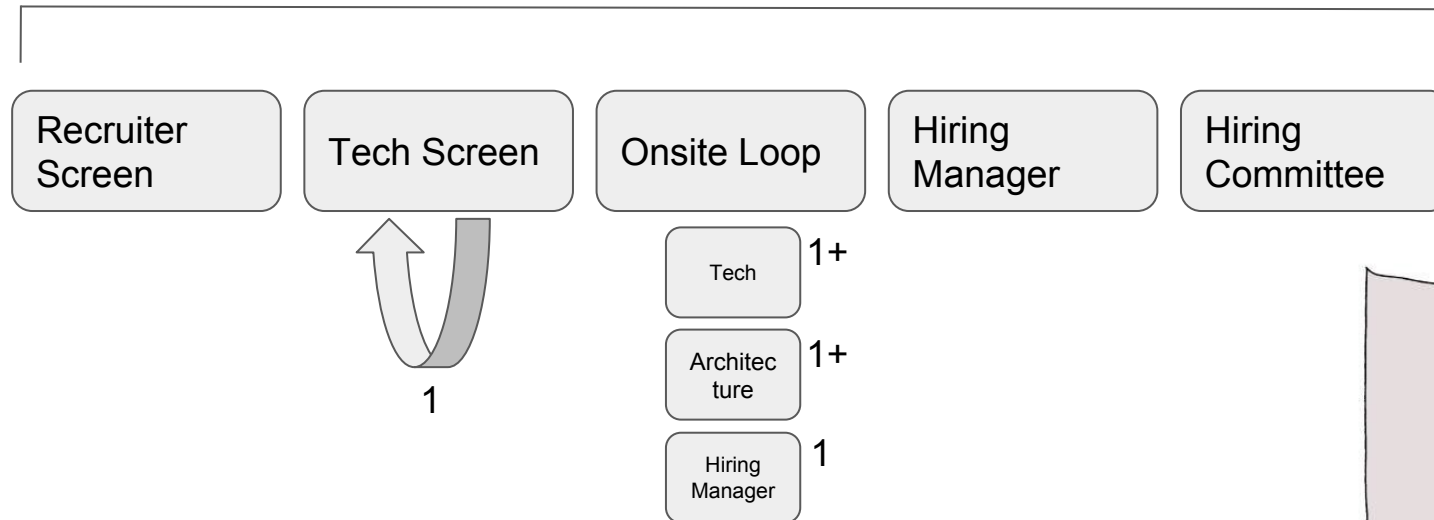 Recruiter
Screen
Tech Screen
Onsite Loop
Hiring
Manager
Hiring
Committee
1
Tech
1+
Architec
ture
1+
Hiring
Manager
1